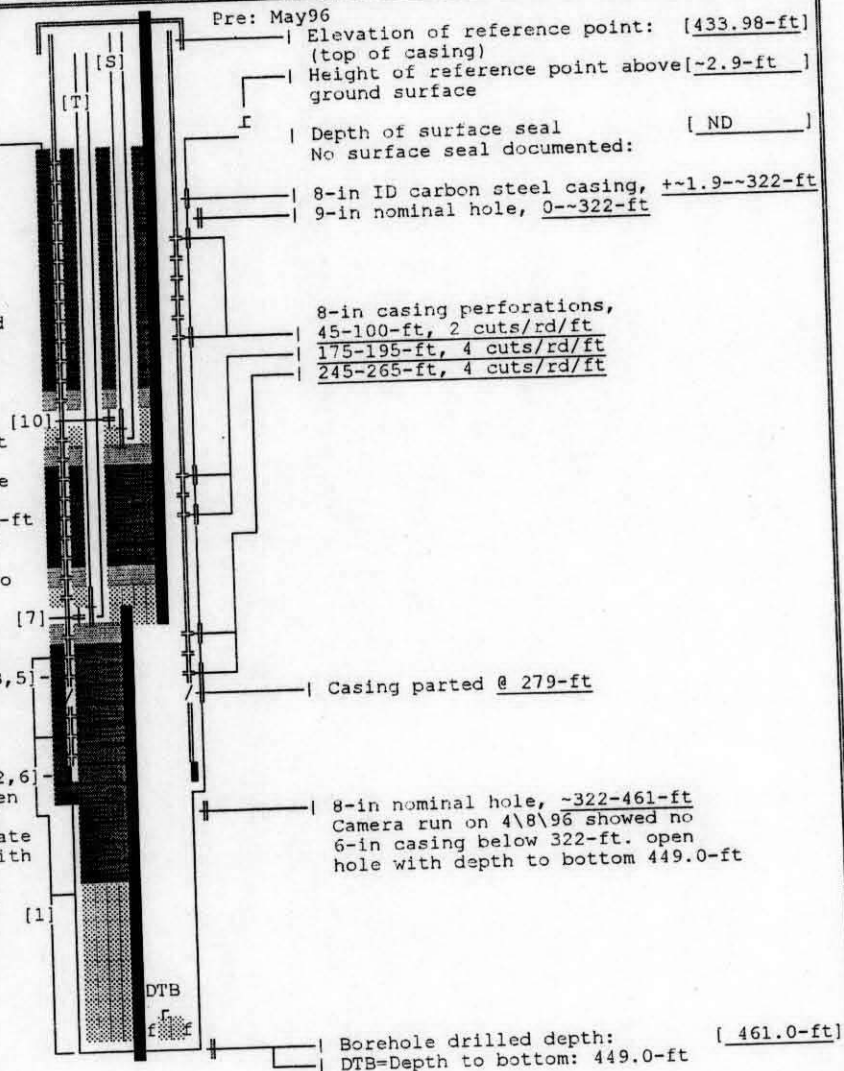 Pre: May96
Elevation of reference point: [433.98-ft]
(top of casing)
[S]
Height of reference point above[~2.9-ft ]
ground surface
[T]
Depth of surface seal [ ND ]
No surface seal documented:
8-in ID carbon steel casing, +~1.9-~322-ft
9-in nominal hole, 0-~322-ft
8-in casing perforations,
45-100-ft, 2 cuts/rd/ft
175-195-ft, 4 cuts/rd/ft
245-265-ft, 4 cuts/rd/ft
[10]
-ft
[7]
,5]
Casing parted @ 279-ft
2,6]
8-in nominal hole, ~322-461-ft
Camera run on 4\8\96 showed no
6-in casing below 322-ft. open
hole with depth to bottom 449.0-ft
[1]
DTB
f f
Borehole drilled depth: [ 461.0-ft]
DTB=Depth to bottom: 449.0-ft